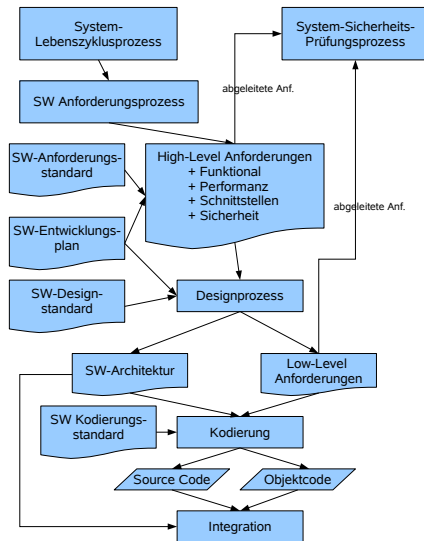 System-
Lebenszyklusprozess
System-Sicherheits-
Prüfungsprozess
SW Anforderungsprozess
abgeleitete Anf.
SW-Anforderungs-
standard
High-Level Anforderungen
+ Funktional
+ Performanz
+ Schnittstellen
+ Sicherheit
abgeleitete Anf.
SW-Entwicklungs-
plan
SW-Design-
standard
Designprozess
SW-Architektur
Low-Level
Anforderungen
SW Kodierungs-
standard
Kodierung
Source Code
Objektcode
Integration